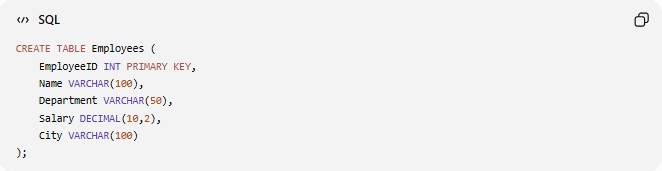 SQL
CREATE TABLE Employees (
    EmployeeID INT PRIMARY KEY,
    Name VARCHAR(100),
    Department VARCHAR(50),
    Salary DECIMAL(10,2),
    City VARCHAR(100)
);